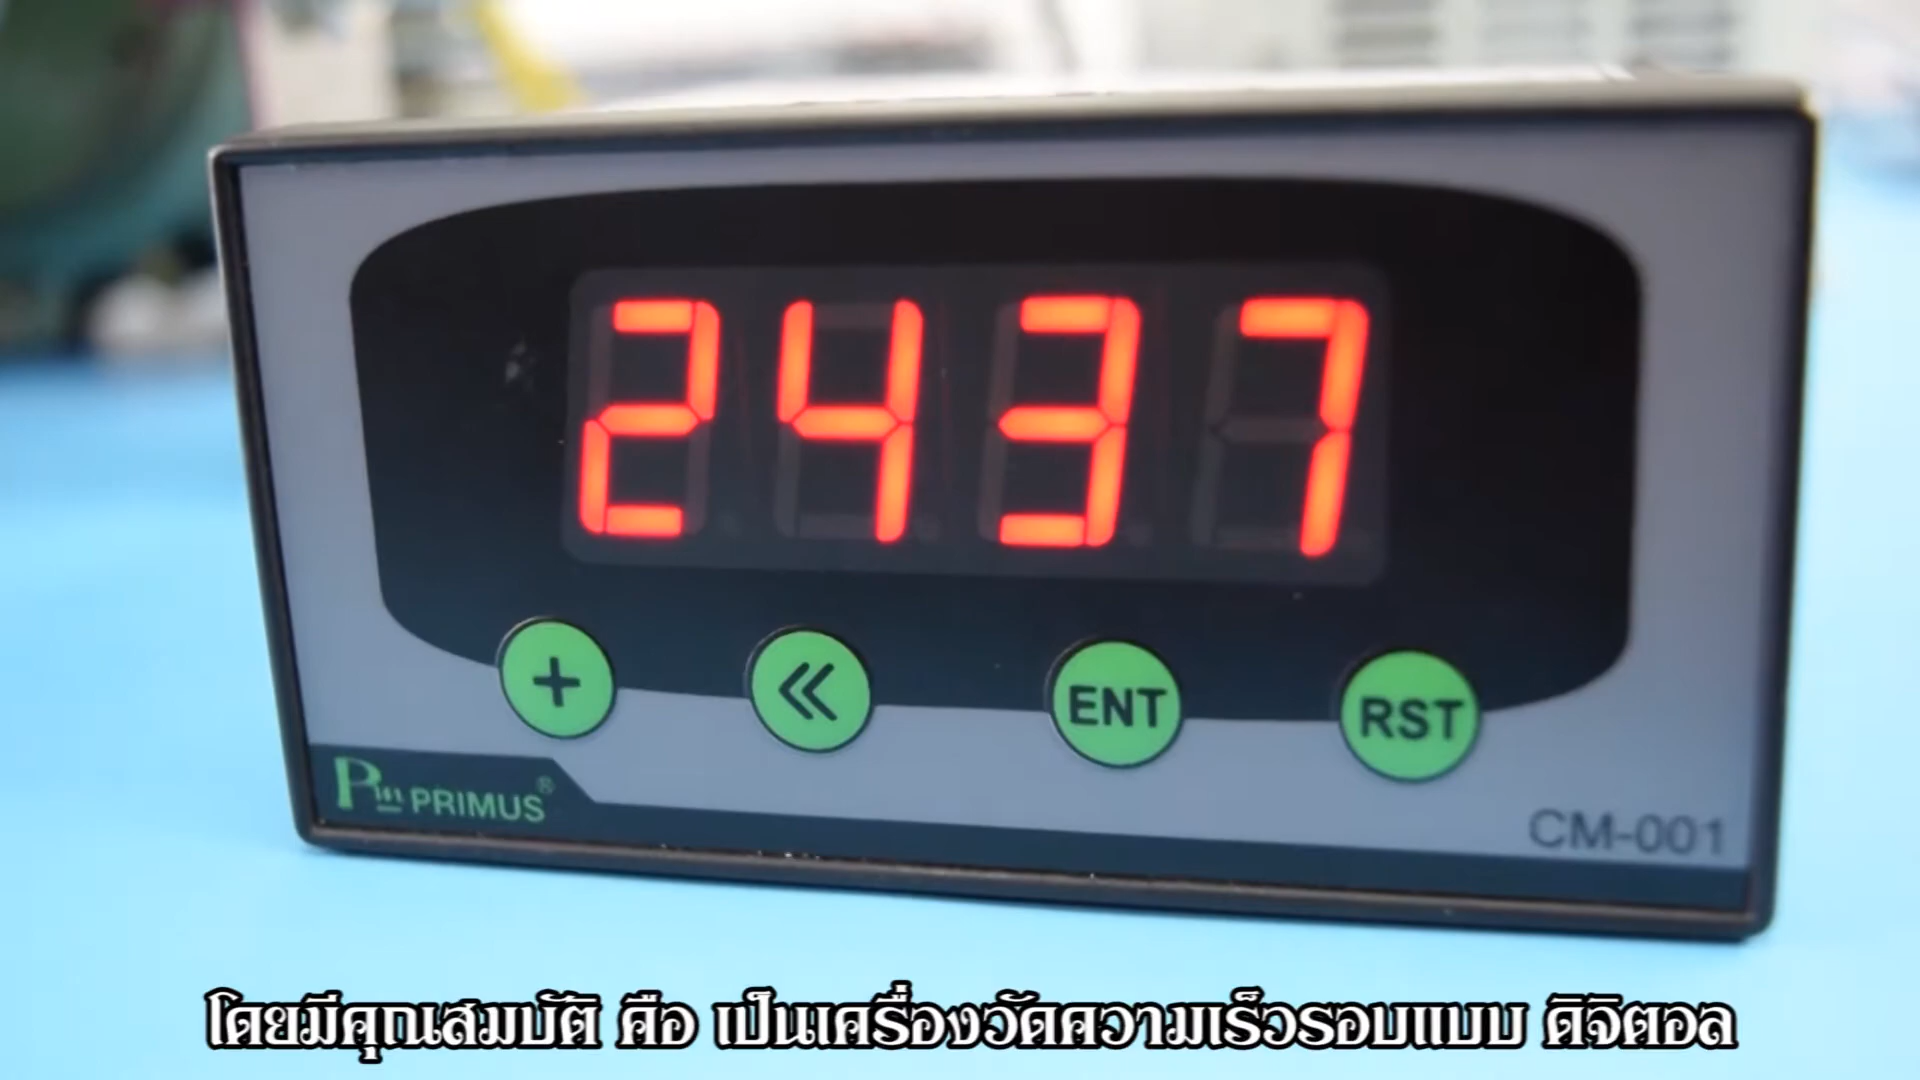 2437
+ « ENT RST
Pm PRIMUS®
CM-001
โดยมีคุณสมบัติ คือ เป็นเครื่องวัดความเร็วรอบแบบ ดิจิตอล